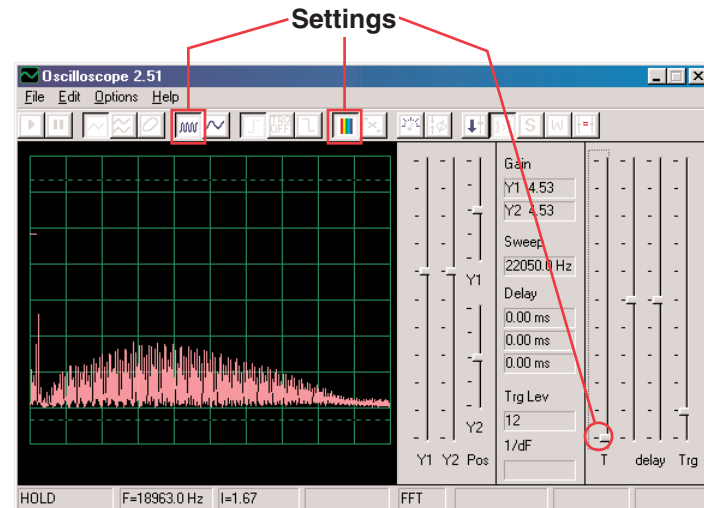 Settings
Oscilloscope 2.51
File Edit Options Help
TRG OFF
S W
Gain
Y1 4.53
Y2 4.53
Sweep
22050.0 Hz
Y1
Delay
0.00 ms
0.00 ms
0.00 ms
Trg Lev
12
Y2
1/dF
Y1 Y2 Pos
T delay Trg
HOLD F=18963.0 Hz I=1.67 FFT